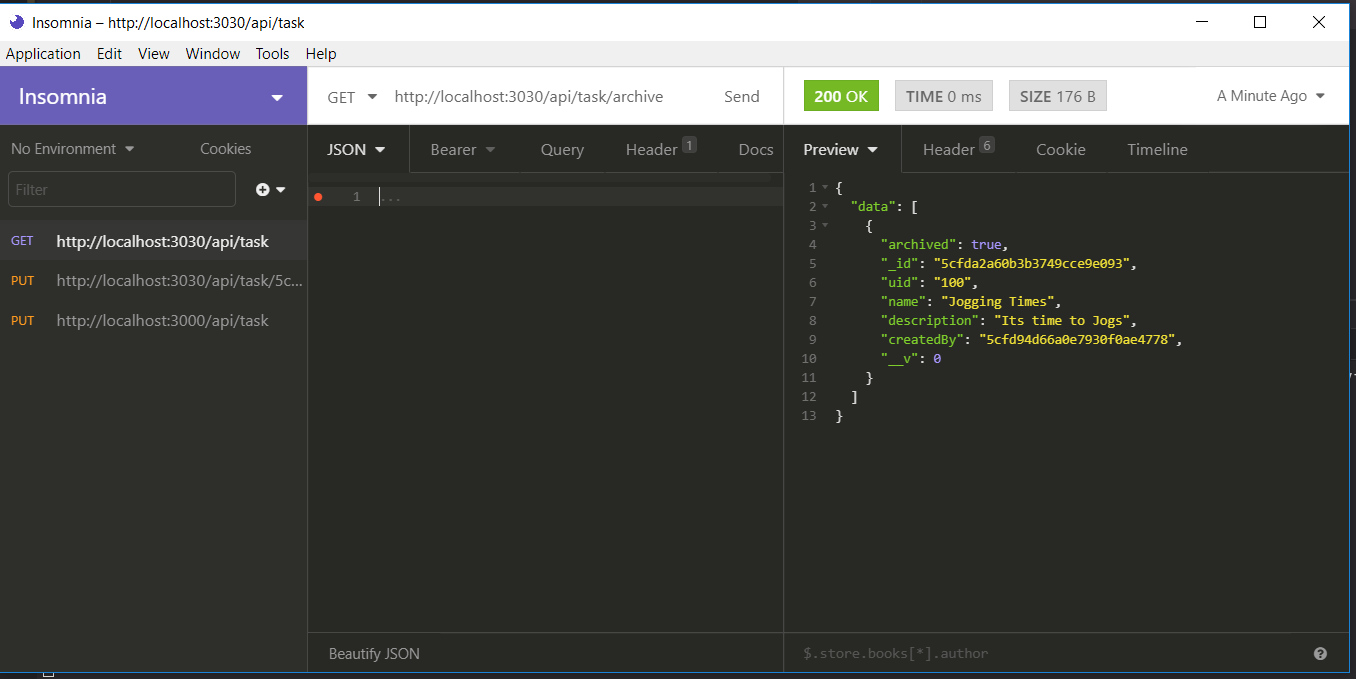 Insomnia – http://localhost:3030/api/task
Application Edit View Window Tools Help
Insomnia
GET http://localhost:3030/api/task/archive Send
200 OK TIME 0 ms SIZE 176 B A Minute Ago
No Environment Cookies
JSON Bearer Query Header 1 Docs
Preview Header 6 Cookie Timeline
Filter
GET http://localhost:3030/api/task
PUT http://localhost:3030/api/task/5c...
PUT http://localhost:3000/api/task
1 ...
1 {
2 "data": [
3 {
4 "archived": true,
5 "_id": "5cfda2a60b3b3749cce9e093",
6 "uid": "100",
7 "name": "Jogging Times",
8 "description": "Its time to Jogs",
9 "createdBy": "5cfd94d66a0e7930f0ae4778",
10 "__v": 0
11 }
12 ]
13 }
Beautify JSON
$.store.books[*].author